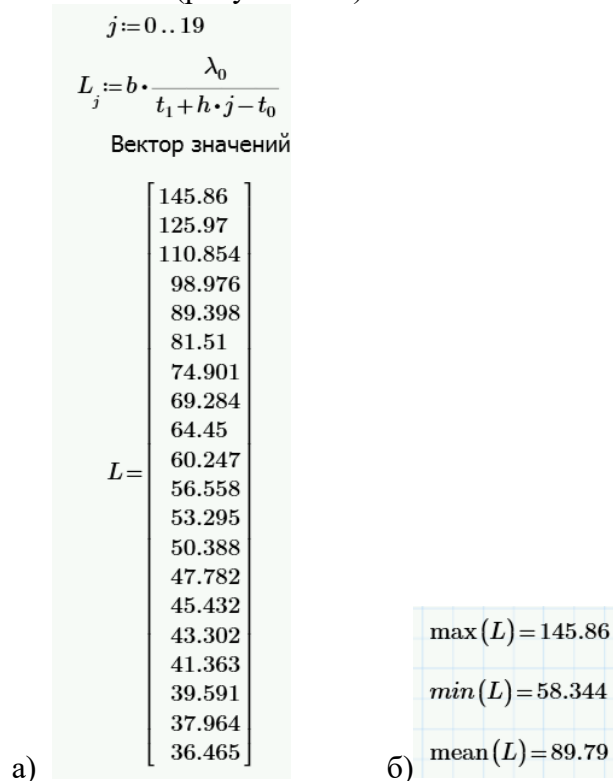 j:=0..19
L_j:=b·λ_0/(t_1+h·j−t_0)
Вектор значений
145.86
125.97
110.854
98.976
89.398
81.51
74.901
69.284
64.45
L=
60.247
56.558
53.295
50.388
47.782
45.432
43.302
41.363
39.591
37.964
36.465
а)
max(L)=145.86
min(L)=58.344
mean(L)=89.79
б)